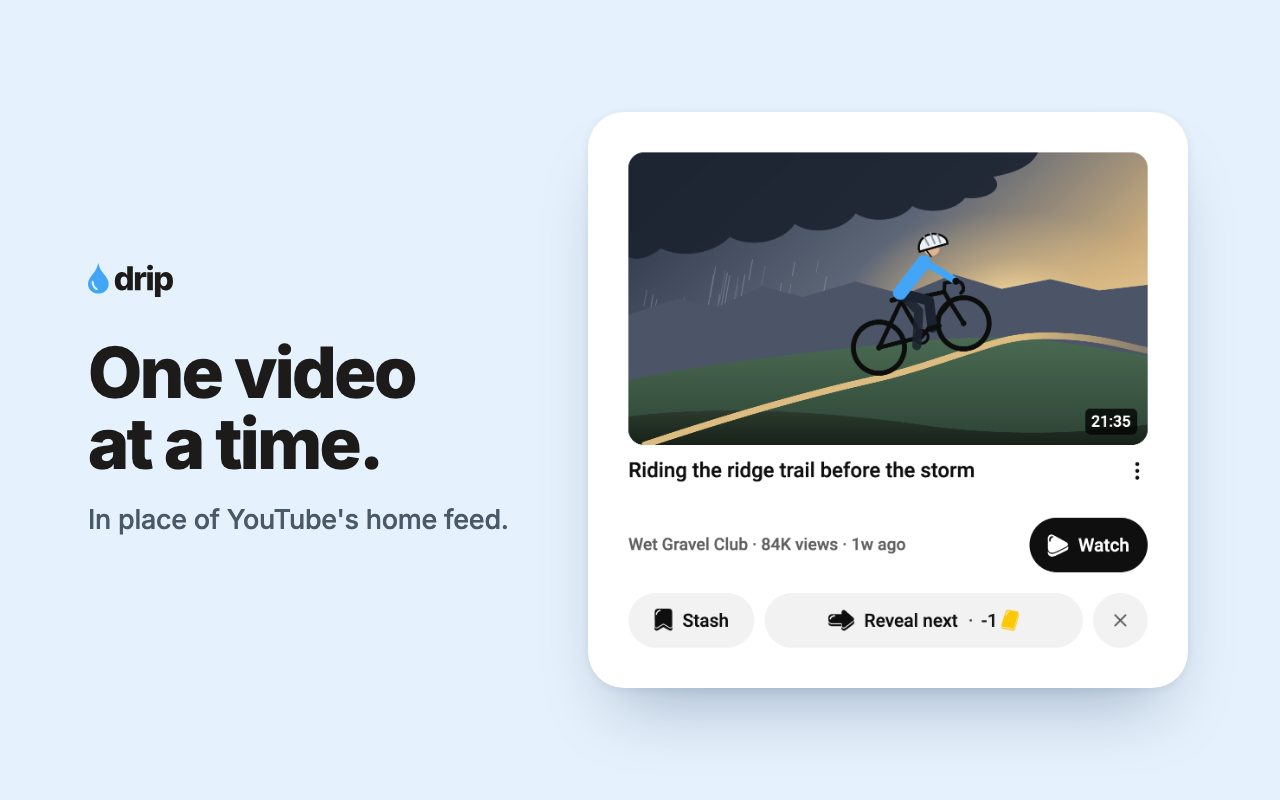 drip
One video
at a time.
In place of YouTube's home feed.
21:35
Riding the ridge trail before the storm
Wet Gravel Club · 84K views · 1w ago
Watch
Stash
Reveal next · -1